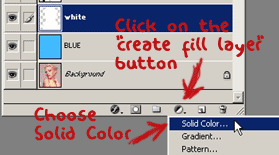 white
Click on the
"create fill layer"
button
BLUE
Background
Choose
Solid Color
Solid Color...
Gradient...
Pattern...